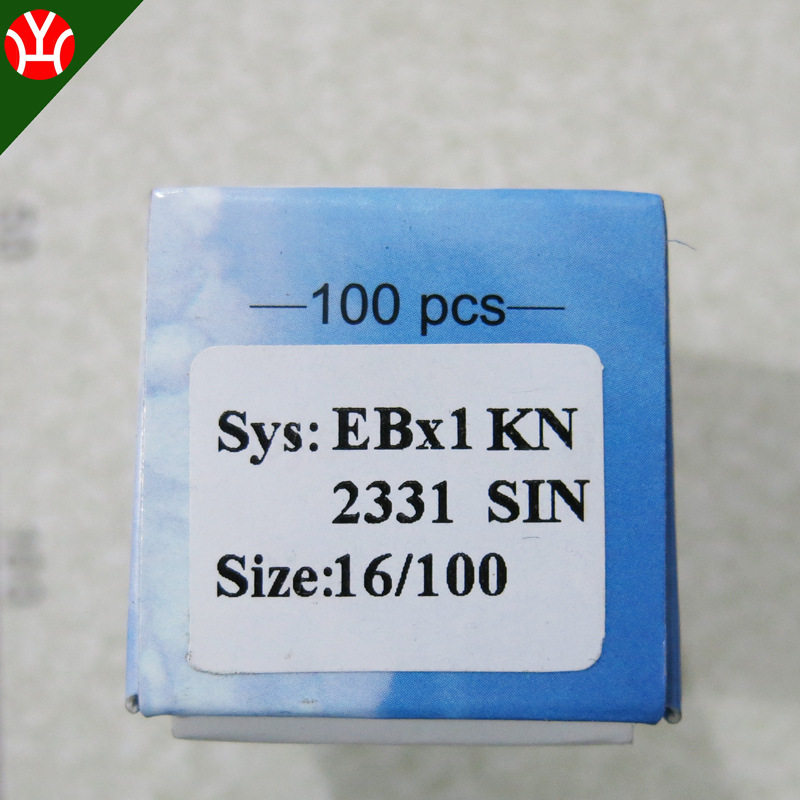 —100 pcs—
Sys: EBx1 KN
2331 SIN
Size:16/100